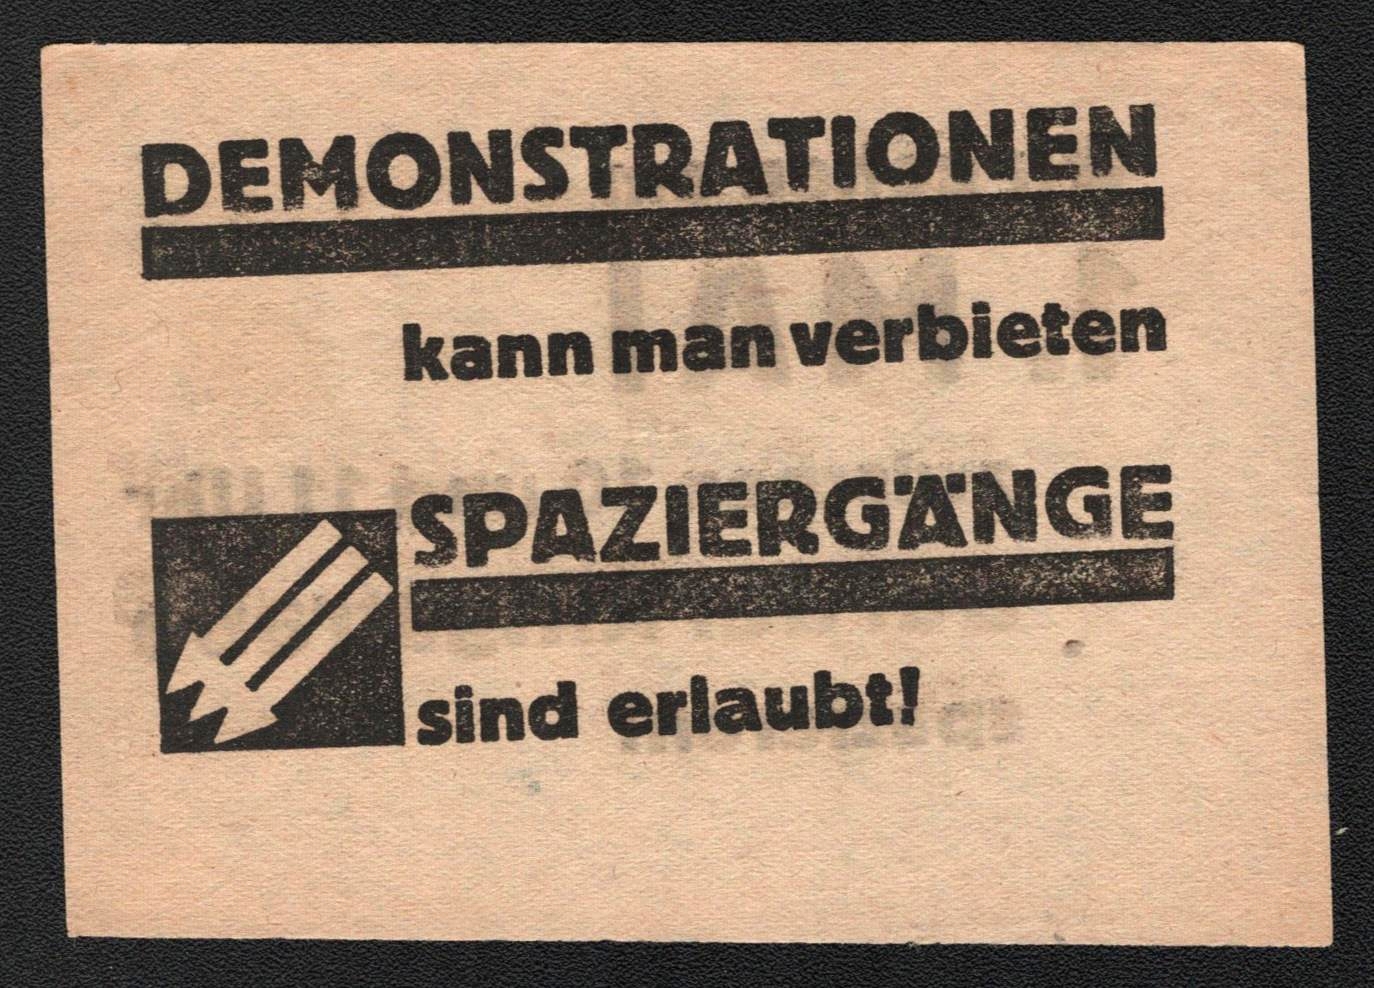 DEMONSTRATIONEN
kann man verbieten
SPAZIERGÄNGE
sind erlaubt!